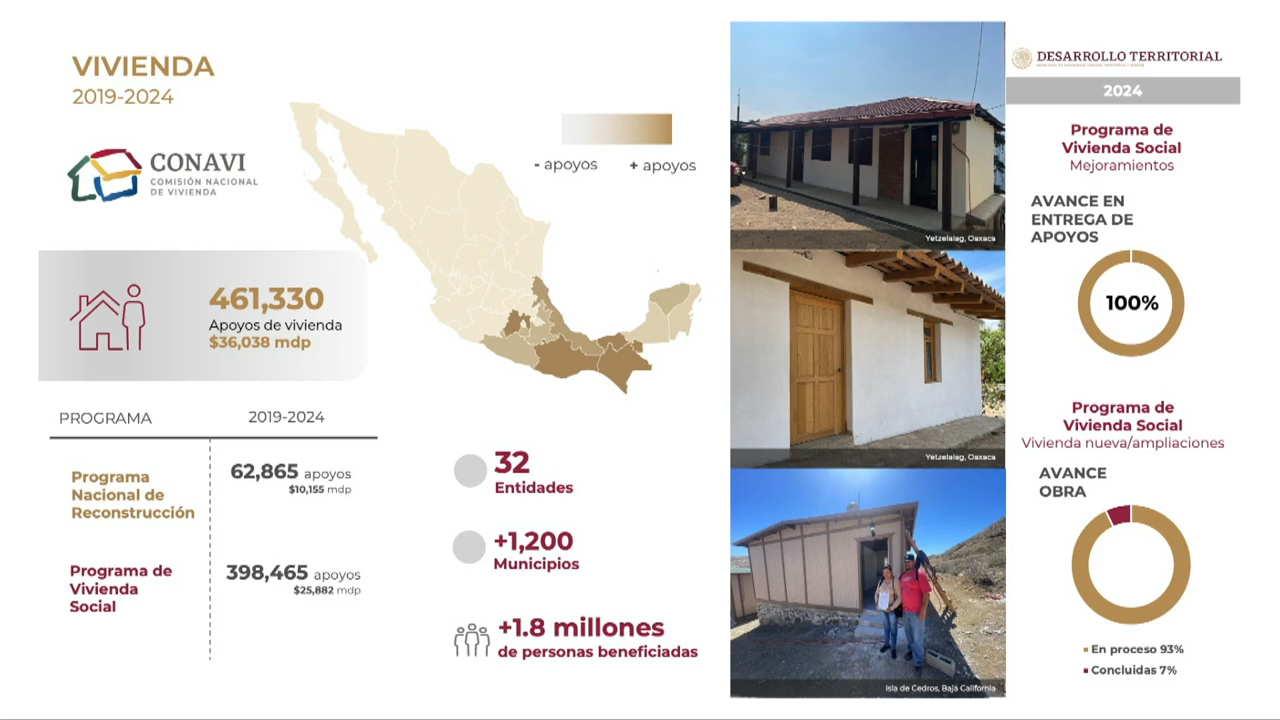 VIVIENDA
2019-2024
CONAVI
COMISIÓN NACIONAL
DE VIVIENDA
- apoyos
+ apoyos
461,330
Apoyos de vivienda
$36,038 mdp
PROGRAMA
2019-2024
Programa
Nacional de
Reconstrucción
62,865 apoyos
$10,155 mdp
Programa de
Vivienda
Social
398,465 apoyos
$25,882 mdp
32
Entidades
+1,200
Municipios
+1.8 millones
de personas beneficiadas
Yetzelalag, Oaxaca
Yetzelalag, Oaxaca
Isla de Cedros, Baja California
DESARROLLO TERRITORIAL
2024
Programa de
Vivienda Social
Mejoramientos
AVANCE EN
ENTREGA DE
APOYOS
100%
Programa de
Vivienda Social
Vivienda nueva/ampliaciones
AVANCE
OBRA
En proceso 93%
Concluidas 7%